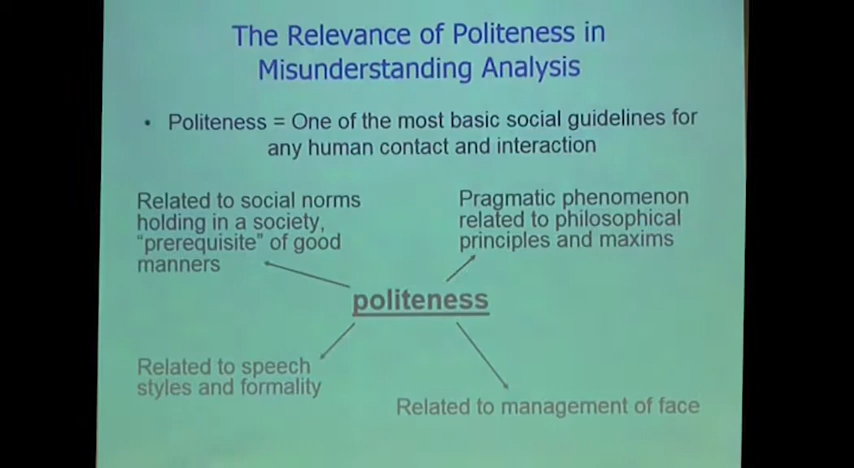 The Relevance of Politeness in
Misunderstanding Analysis
• Politeness = One of the most basic social guidelines for
any human contact and interaction
Related to social norms
holding in a society,
"prerequisite" of good
manners
Pragmatic phenomenon
related to philosophical
principles and maxims
politeness
Related to speech
styles and formality
Related to management of face